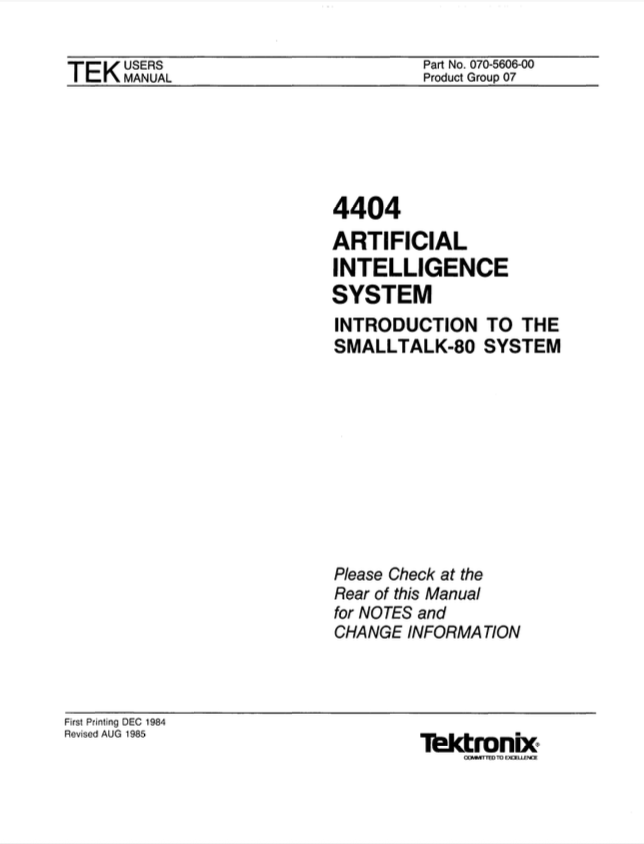 TEK USERS MANUAL
Part No. 070-5606-00
Product Group 07
4404
ARTIFICIAL
INTELLIGENCE
SYSTEM
INTRODUCTION TO THE
SMALLTALK-80 SYSTEM
Please Check at the
Rear of this Manual
for NOTES and
CHANGE INFORMATION
First Printing DEC 1984
Revised AUG 1985
Tektronix®
COMMITTED TO EXCELLENCE